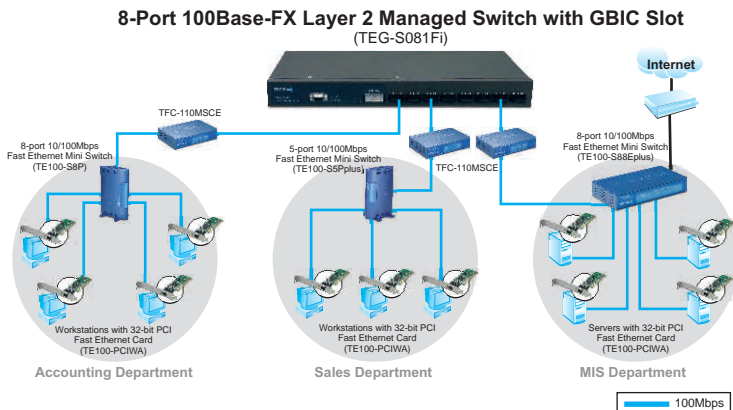 8-Port 100Base-FX Layer 2 Managed Switch with GBIC Slot
(TEG-S081Fi)
Internet
TFC-110MSCE
8-port 10/100Mbps
Fast Ethernet Mini Switch
(TE100-S8P)
5-port 10/100Mbps
Fast Ethernet Mini Switch
(TE100-S5Pplus)
TFC-110MSCE
8-port 10/100Mbps
Fast Ethernet Mini Switch
(TE100-S88Eplus)
Workstations with 32-bit PCI
Fast Ethernet Card
(TE100-PCIWA)
Accounting Department
Workstations with 32-bit PCI
Fast Ethernet Card
(TE100-PCIWA)
Sales Department
Servers with 32-bit PCI
Fast Ethernet Card
(TE100-PCIWA)
MIS Department
100Mbps